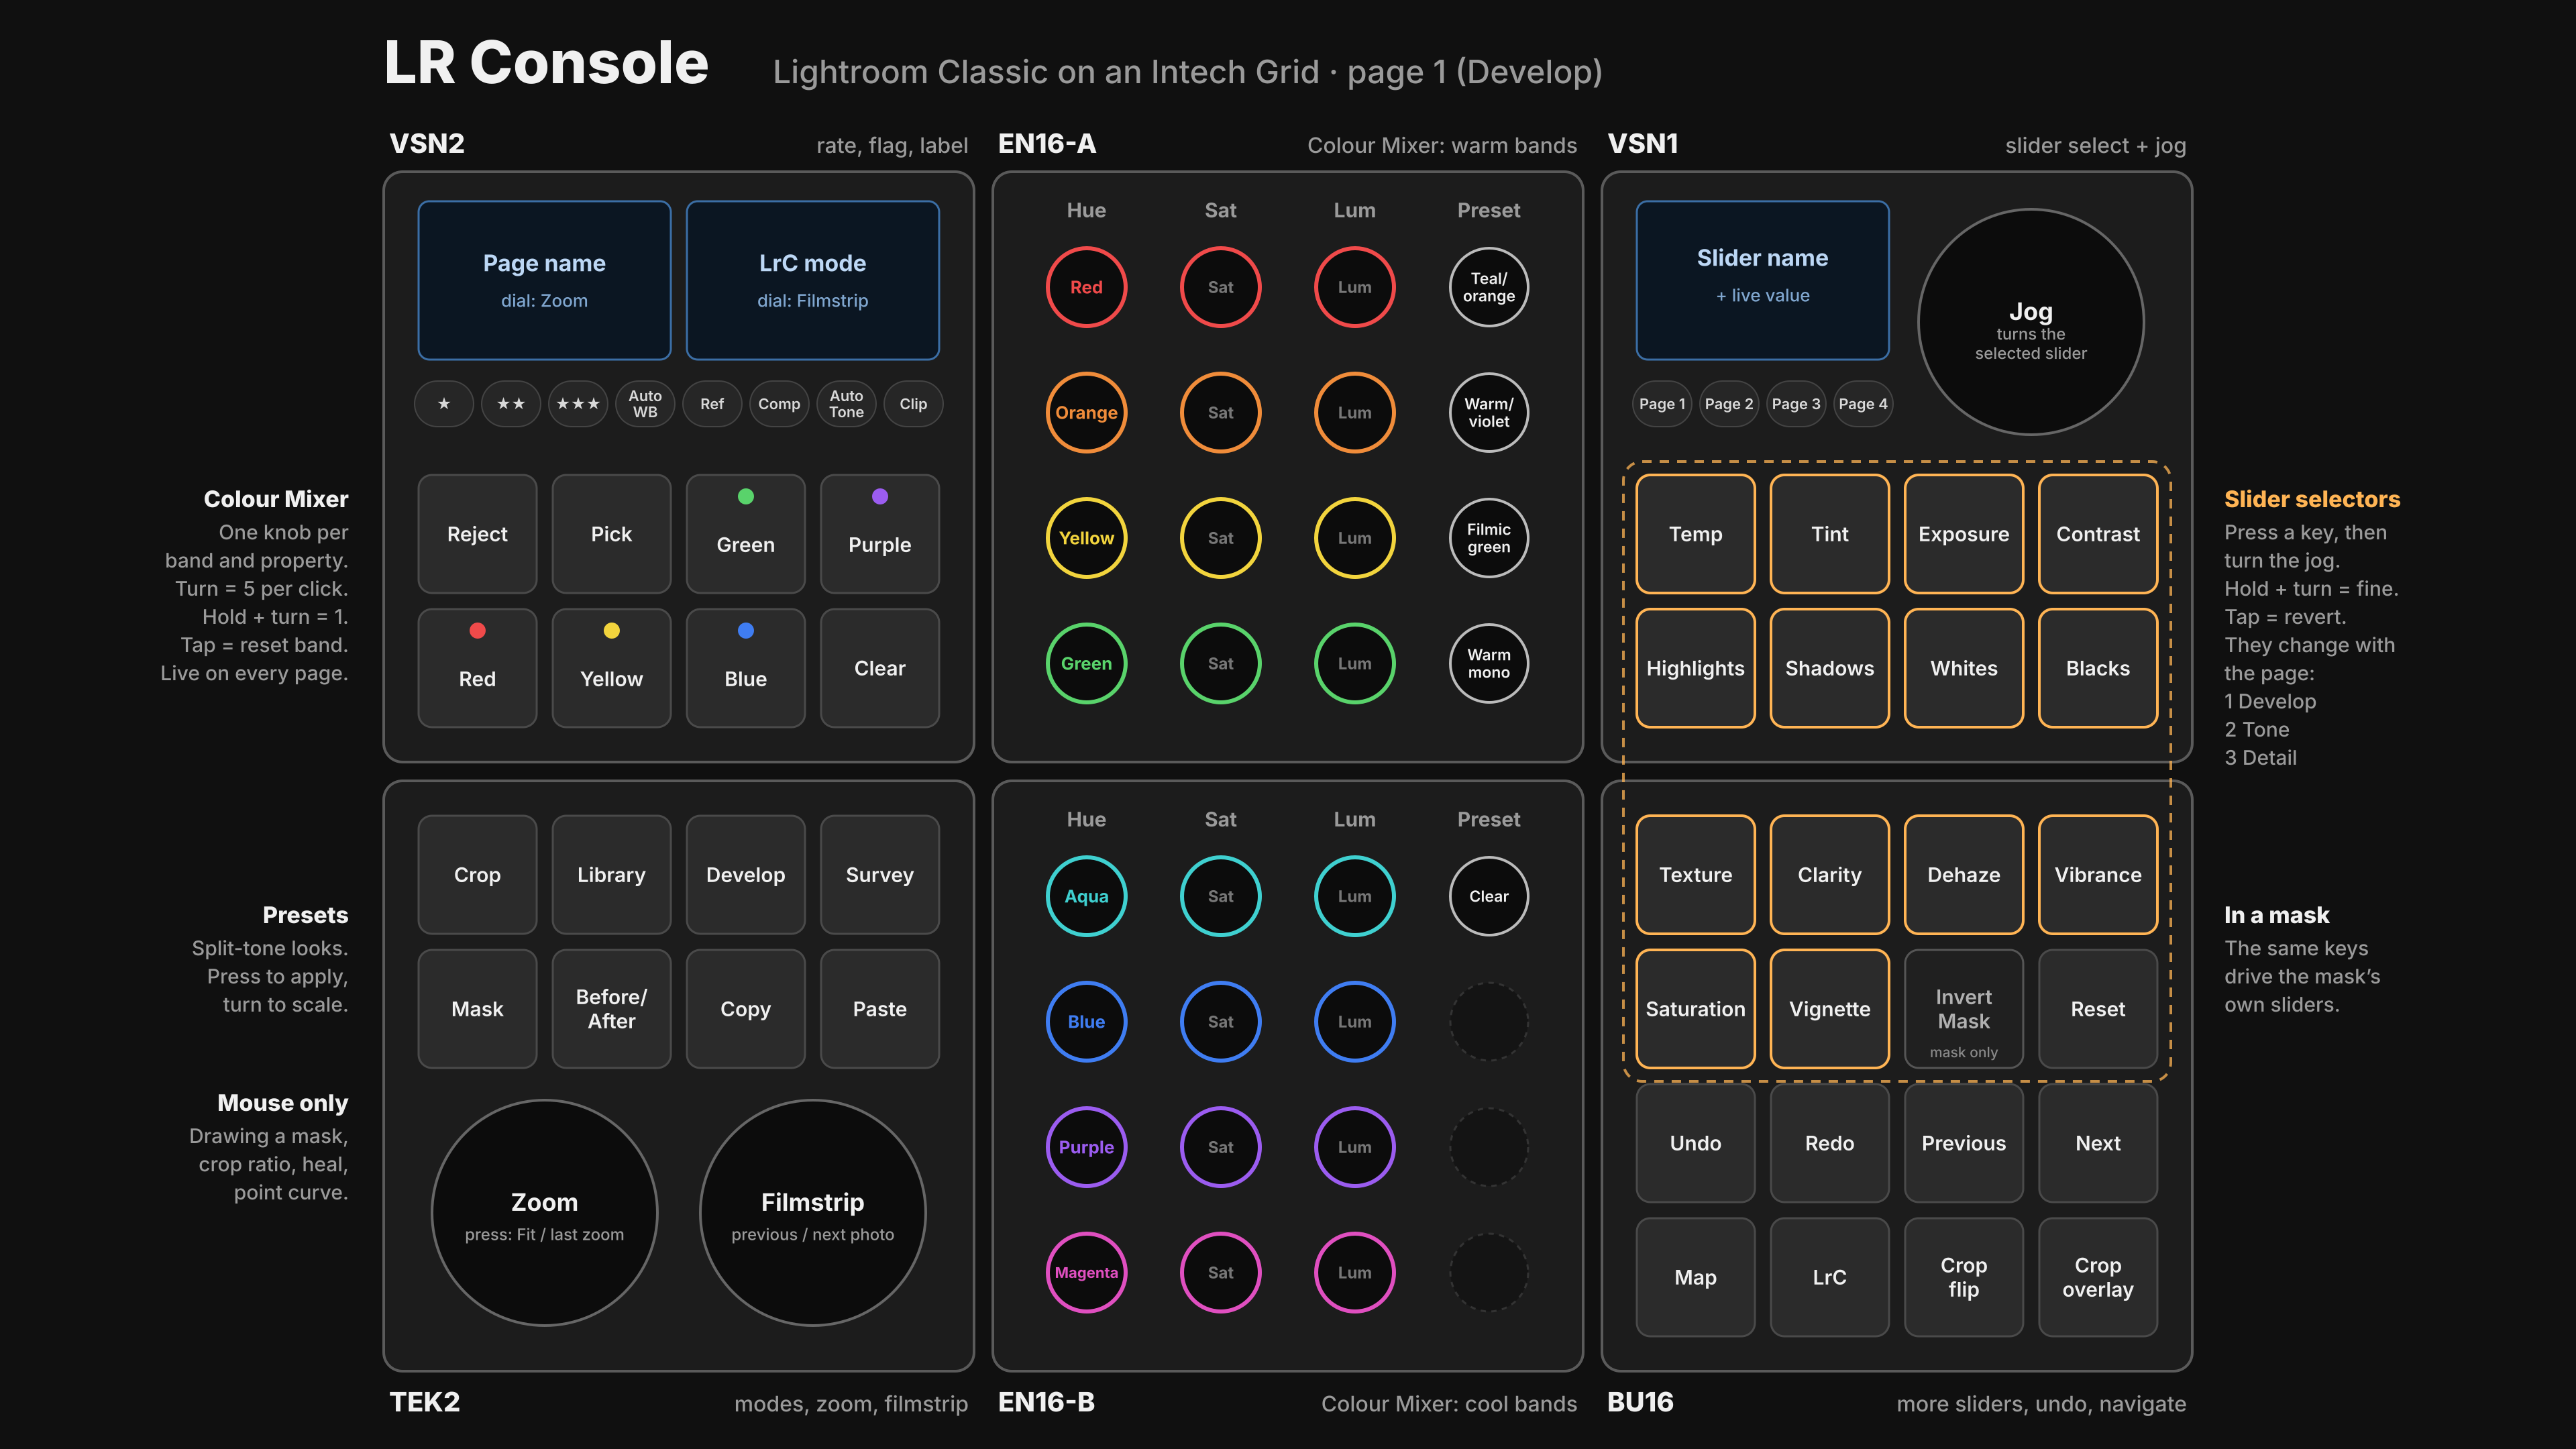 LR Console
Lightroom Classic on an Intech Grid · page 1 (Develop)
VSN2
rate, flag, label
Page name
dial: Zoom
LrC mode
dial: Filmstrip
★
★★
★★★
Auto
WB
Ref
Comp
Auto
Tone
Clip
Reject
Pick
Green
Purple
Red
Yellow
Blue
Clear
EN16-A
Colour Mixer: warm bands
Hue
Sat
Lum
Preset
Red
Sat
Lum
Teal/
orange
Orange
Sat
Lum
Warm/
violet
Yellow
Sat
Lum
Filmic
green
Green
Sat
Lum
Warm
mono
VSN1
slider select + jog
Slider name
+ live value
Jog
turns the
selected slider
Page 1
Page 2
Page 3
Page 4
Temp
Tint
Exposure
Contrast
Highlights
Shadows
Whites
Blacks
Colour Mixer
One knob per
band and property.
Turn = 5 per click.
Hold + turn = 1.
Tap = reset band.
Live on every page.
Slider selectors
Press a key, then
turn the jog.
Hold + turn = fine.
Tap = revert.
They change with
the page:
1 Develop
2 Tone
3 Detail
Presets
Split-tone looks.
Press to apply,
turn to scale.
Mouse only
Drawing a mask,
crop ratio, heal,
point curve.
Crop
Library
Develop
Survey
Mask
Before/
After
Copy
Paste
Zoom
press: Fit / last zoom
Filmstrip
previous / next photo
TEK2
modes, zoom, filmstrip
Hue
Sat
Lum
Preset
Aqua
Sat
Lum
Clear
Blue
Sat
Lum
Purple
Sat
Lum
Magenta
Sat
Lum
EN16-B
Colour Mixer: cool bands
Texture
Clarity
Dehaze
Vibrance
Saturation
Vignette
Invert
Mask
mask only
Reset
Undo
Redo
Previous
Next
Map
LrC
Crop
flip
Crop
overlay
BU16
more sliders, undo, navigate
In a mask
The same keys
drive the mask’s
own sliders.